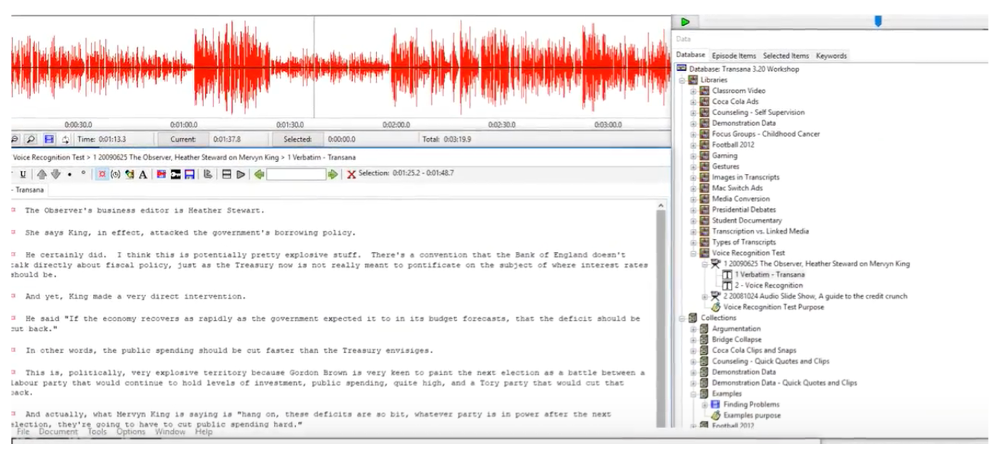 Data
Database Episode Items Selected Items Keywords
Database: Transana 3.20 Workshop
Libraries
Classroom Video
Coca Cola Ads
Counseling - Self Supervision
Demonstration Data
Focus Groups - Childhood Cancer
Football 2012
Gaming
Gestures
Images in Transcripts
Mac Switch Ads
Media Conversion
Presidential Debates
Student Documentary
Transcription vs. Linked Media
Types of Transcripts
Voice Recognition Test
1 20090625 The Observer, Heather Steward on Mervyn King
1 Verbatim - Transana
2 - Voice Recognition
2 20081024 Audio Slide Show, A guide to the credit crunch
Voice Recognition Test Purpose
Collections
Argumentation
Bridge Collapse
Coca Cola Clips and Snaps
Counseling - Quick Quotes and Clips
Demonstration Data
Demonstration Data - Quick Quotes and Clips
Examples
Finding Problems
Examples purpose
Football 2012
0:00:30.0 0:01:00.0 0:01:30.0 0:02:00.0 0:02:30.0 0:03:00.0
Time: 0:01:13.3 Current: 0:01:37.8 Selected: 0:00:00.0 Total: 0:03:19.9
Voice Recognition Test > 1 20090625 The Observer, Heather Steward on Mervyn King > 1 Verbatim - Transana
U A Selection: 0:01:25.2 - 0:01:48.7
- Transana
The Observer's business editor is Heather Stewart.
She says King, in effect, attacked the government's borrowing policy.
He certainly did. I think this is potentially pretty explosive stuff. There's a convention that the Bank of England doesn't
talk directly about fiscal policy, just as the Treasury now is not really meant to pontificate on the subject of where interest rates
should be.
And yet, King made a very direct intervention.
He said "If the economy recovers as rapidly as the government expected it to in its budget forecasts, that the deficit should be
cut back."
In other words, the public spending should be cut faster than the Treasury envisiges.
This is, politically, very explosive territory because Gordon Brown is very keen to paint the next election as a battle between a
labour party that would continue to hold levels of investment, public spending, quite high, and a Tory party that would cut that
back.
And actually, what Mervyn King is saying is "hang on, these deficits are so bit, whatever party is in power after the next
election, they're going to have to cut public spending hard."
File Document Tools Options Window Help